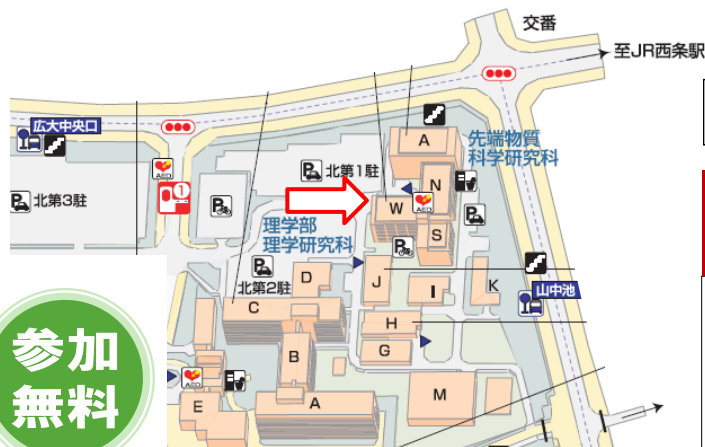 交番
至JR西条駅
広大中央口
A
先端物質
科学研究科
北第1駐
N
AED
1
北第3駐
W
AED
理学部
理学研究科
S
北第2駐
D
J
I
K
山中池
C
H
参加
無料
B
G
AED
E
A
M